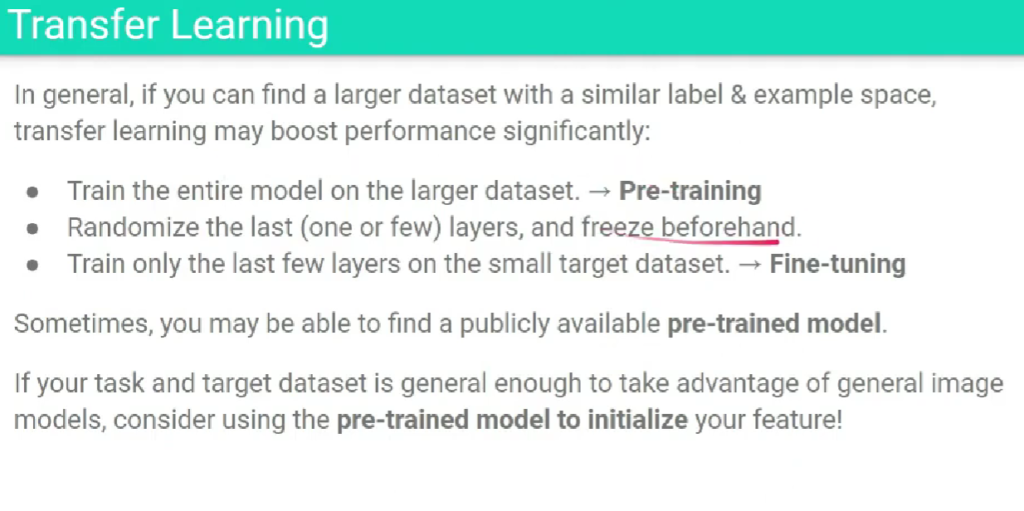 Transfer Learning
In general, if you can find a larger dataset with a similar label & example space,
transfer learning may boost performance significantly:
● Train the entire model on the larger dataset. → Pre-training
● Randomize the last (one or few) layers, and freeze beforehand.
● Train only the last few layers on the small target dataset. → Fine-tuning
Sometimes, you may be able to find a publicly available pre-trained model.
If your task and target dataset is general enough to take advantage of general image
models, consider using the pre-trained model to initialize your feature!